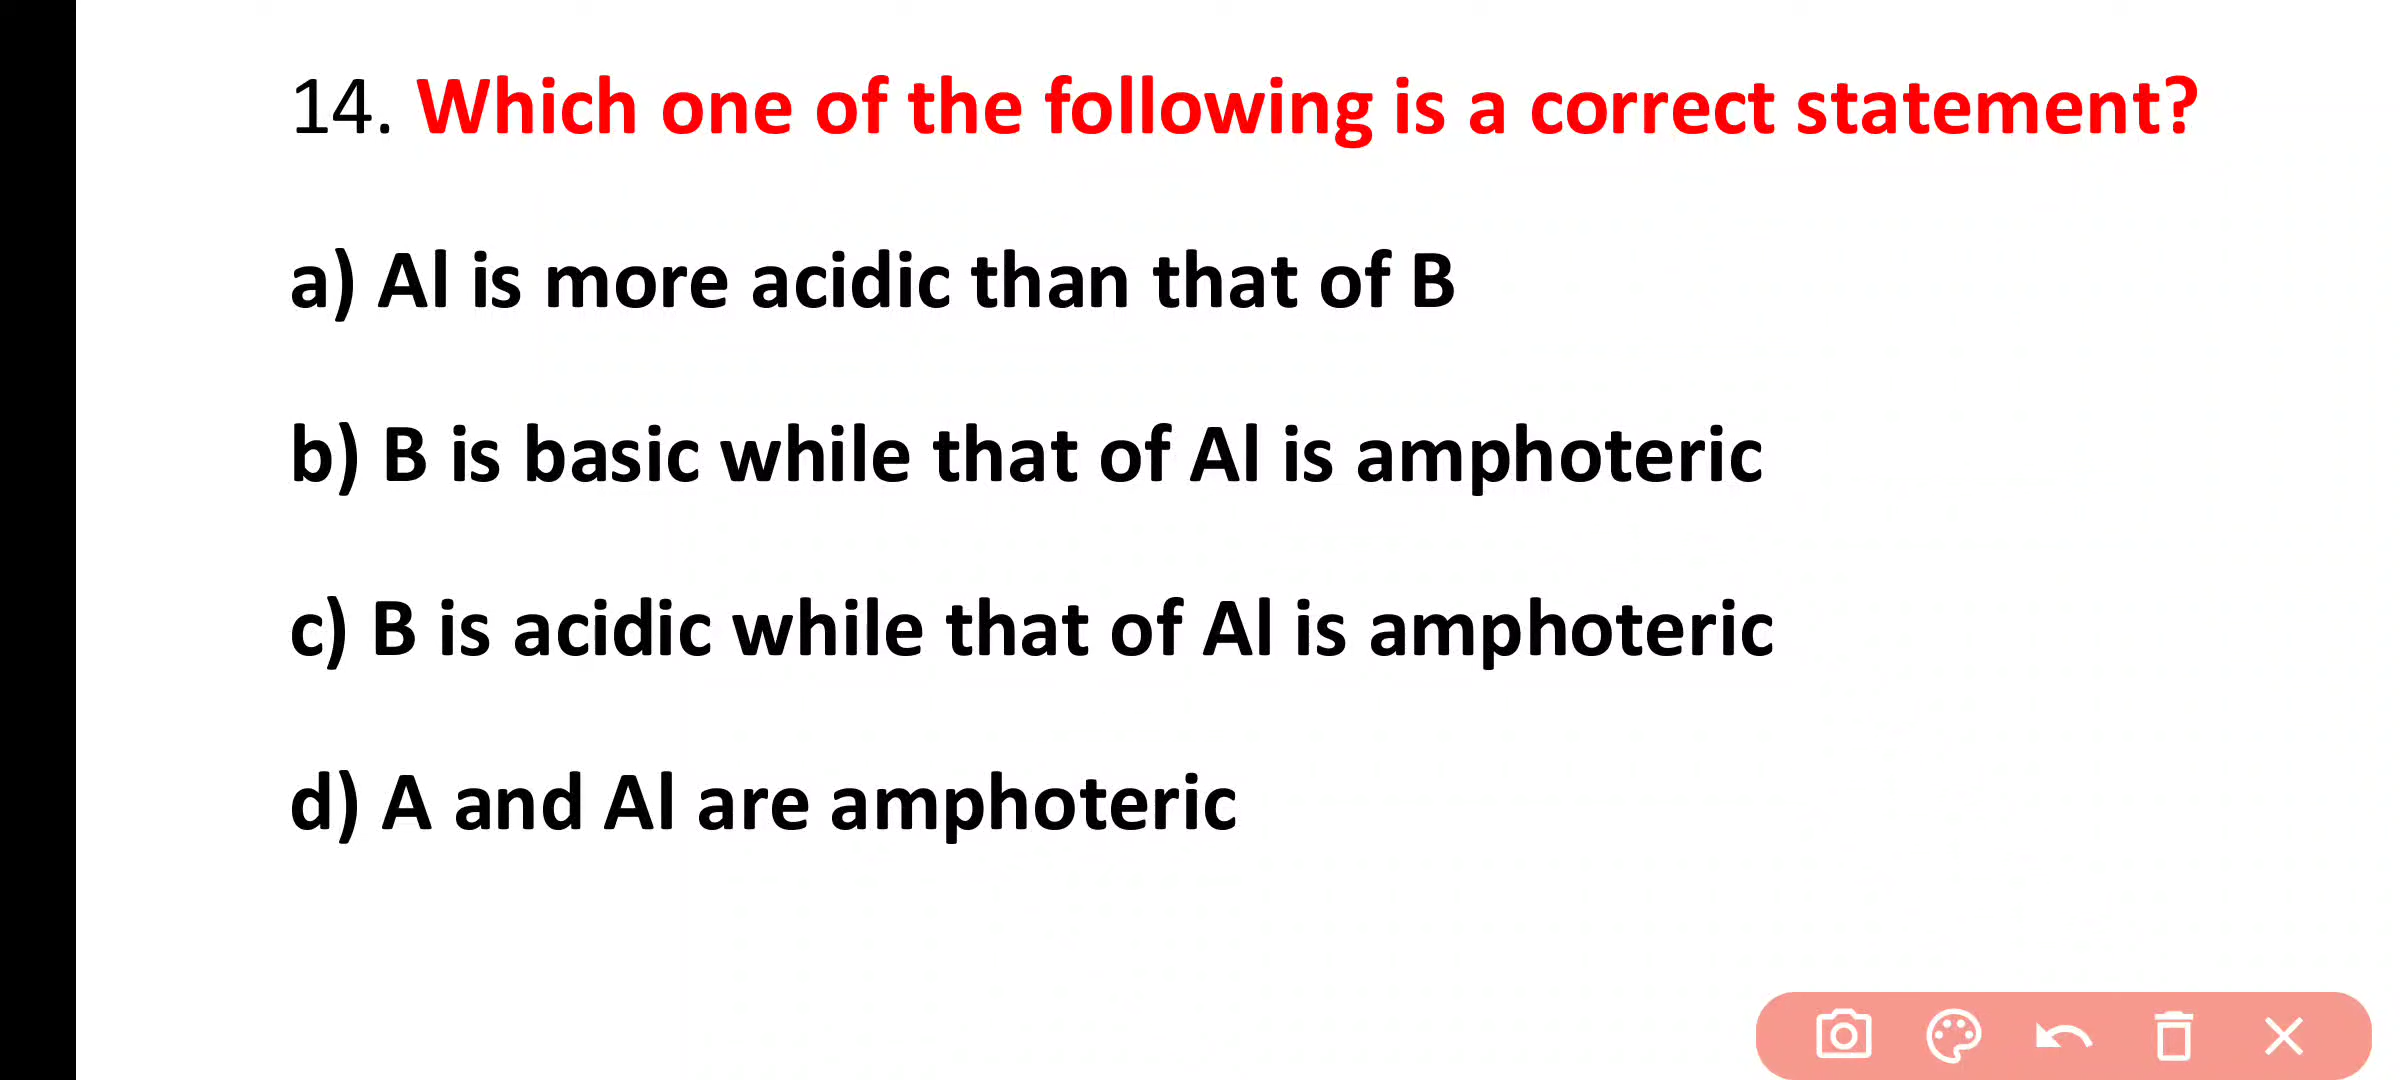 14. Which one of the following is a correct statement?
a) Al is more acidic than that of B
b) B is basic while that of Al is amphoteric
c) B is acidic while that of Al is amphoteric
d) A and Al are amphoteric